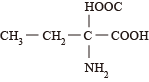 HOOC
CH₃ — CH₂ — C — COOH
NH₂